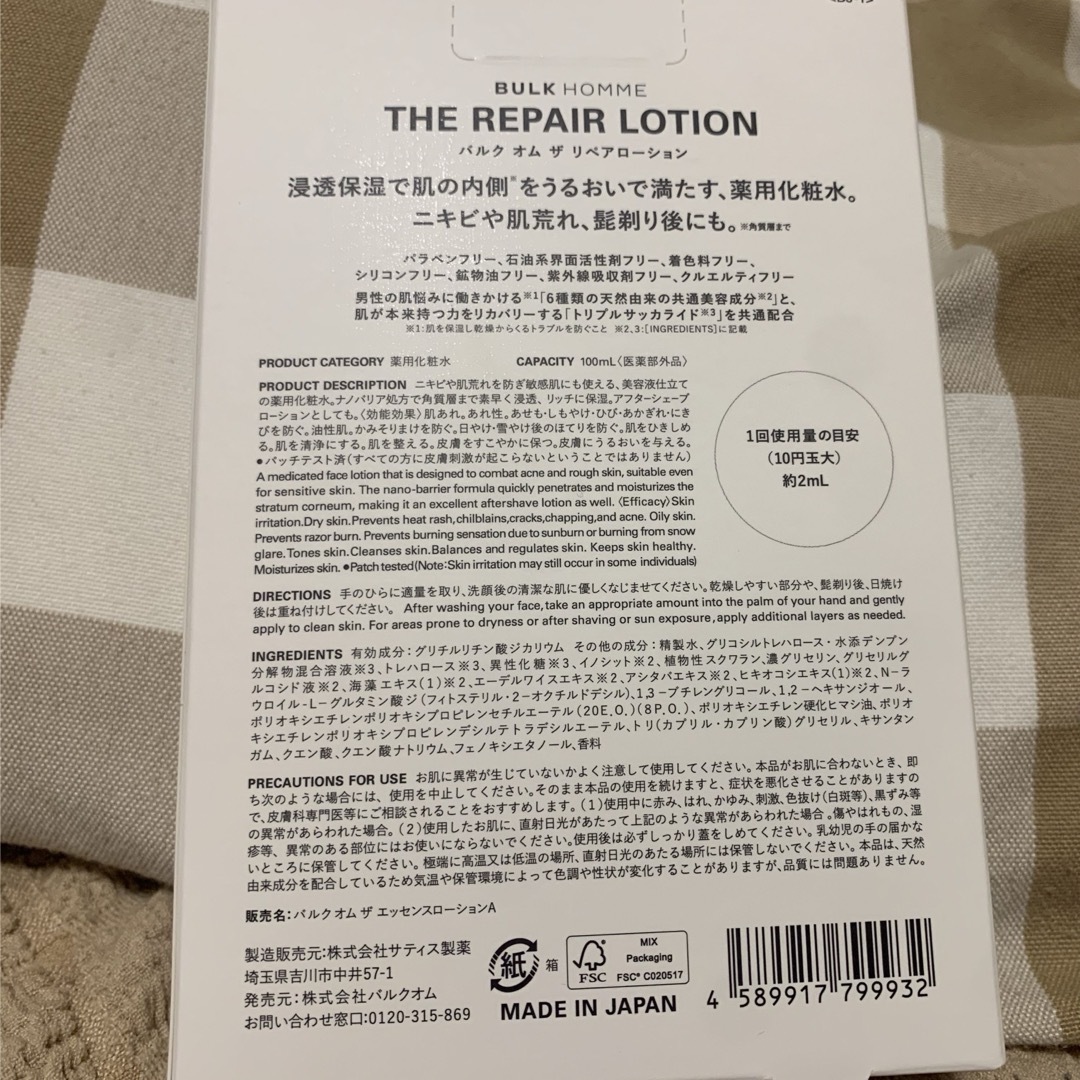 BULK HOMME
THE REPAIR LOTION
バルク オム ザ リペアローション
浸透保湿で肌の内側※をうるおいで満たす、薬用化粧水。
ニキビや肌荒れ、髭剃り後にも。※角質層まで
パラベンフリー、石油系界面活性剤フリー、着色料フリー、
シリコンフリー、鉱物油フリー、紫外線吸収剤フリー、クルエルティフリー
男性の肌悩みに働きかける※1「6種類の天然由来の共通美容成分※2」と、
肌が本来持つ力をリカバリーする「トリプルサッカライド※3」を共通配合
※1:肌を保湿し乾燥からくるトラブルを防ぐこと ※2,3:[INGREDIENTS]に記載
PRODUCT CATEGORY 薬用化粧水 CAPACITY 100mL〈医薬部外品〉
PRODUCT DESCRIPTION ニキビや肌荒れを防ぎ敏感肌にも使える、美容液仕立て
の薬用化粧水。ナノバリア処方で角質層まで素早く浸透、リッチに保湿。アフターシェーブ
ローションとしても。〈効能効果〉肌あれ。あれ性。あせも・しもやけ・ひび・あかぎれ・にき
びを防ぐ。油性肌。かみそりまけを防ぐ。日やけ・雪やけ後のほてりを防ぐ。肌をひきしめ
る。肌を清浄にする。肌を整える。皮膚をすこやかに保つ。皮膚にうるおいを与える。
●パッチテスト済(すべての方に皮膚刺激が起こらないということではありません)
A medicated face lotion that is designed to combat acne and rough skin, suitable even
for sensitive skin. The nano-barrier formula quickly penetrates and moisturizes the
stratum corneum, making it an excellent aftershave lotion as well. 〈Efficacy〉Skin
irritation.Dry skin.Prevents heat rash,chilblains,cracks,chapping,and acne. Oily skin.
Prevents razor burn. Prevents burning sensation due to sunburn or burning from snow
glare. Tones skin. Cleanses skin. Balances and regulates skin. Keeps skin healthy.
Moisturizes skin. ●Patch tested(Note:Skin irritation may still occur in some individuals)
1回使用量の目安
(10円玉大)
約2mL
DIRECTIONS 手のひらに適量を取り、洗顔後の清潔な肌に優しくなじませてください。乾燥しやすい部分や、髭剃り後、日焼け
後は重ね付けしてください。 After washing your face,take an appropriate amount into the palm of your hand and gently
apply to clean skin. For areas prone to dryness or after shaving or sun exposure,apply additional layers as needed.
INGREDIENTS 有効成分：グリチルリチン酸ジカリウム その他の成分：精製水、グリコシルトレハロース・水添デンプン
分解物混合溶液※3、トレハロース※3、異性化糖※3、イノシット※2、植物性スクワラン、濃グリセリン、グリセリルグ
ルコシド液※2、海藻エキス(1)※2、エーデルワイスエキス※2、アシタバエキス※2、ヒキオコシエキス(1)※2、N-ラ
ウロイル-L-グルタミン酸ジ(フィトステリル・2-オクチルドデシル)、1,3-ブチレングリコール、1,2-ヘキサンジオール、
ポリオキシエチレンポリオキシプロピレンセチルエーテル(20E.O.)(8P.O.)、ポリオキシエチレン硬化ヒマシ油、ポリオ
キシエチレンポリオキシプロピレンデシルテトラデシルエーテル、トリ(カプリル・カプリン酸)グリセリル、キサンタン
ガム、クエン酸、クエン酸ナトリウム、フェノキシエタノール、香料
PRECAUTIONS FOR USE お肌に異常が生じていないかよく注意して使用してください。本品がお肌に合わないとき、即
ち次のような場合には、使用を中止してください。そのまま本品の使用を続けますと、症状を悪化させることがありますの
で、皮膚科専門医等にご相談されることをおすすめします。(1)使用中に赤み、はれ、かゆみ、刺激、色抜け(白斑等)、黒ずみ等
の異常があらわれた場合。(2)使用したお肌に、直射日光があたって上記のような異常があらわれた場合。傷やはれもの、湿
疹等、異常のある部位にはお使いにならないでください。使用後は必ずしっかり蓋をしめてください。乳幼児の手の届かな
いところに保管してください。極端に高温又は低温の場所、直射日光のあたる場所には保管しないでください。本品は、天然
由来成分を配合しているため気温や保管環境によって色調や性状が変化することがありますが、品質には問題ありません。
販売名：バルク オム ザ エッセンスローションA
製造販売元：株式会社サティス製薬
埼玉県吉川市中井57-1
発売元：株式会社バルクオム
お問い合わせ窓口:0120-315-869
紙 箱
FSC
MIX
Packaging
FSC® C020517
MADE IN JAPAN
4 589917 799932